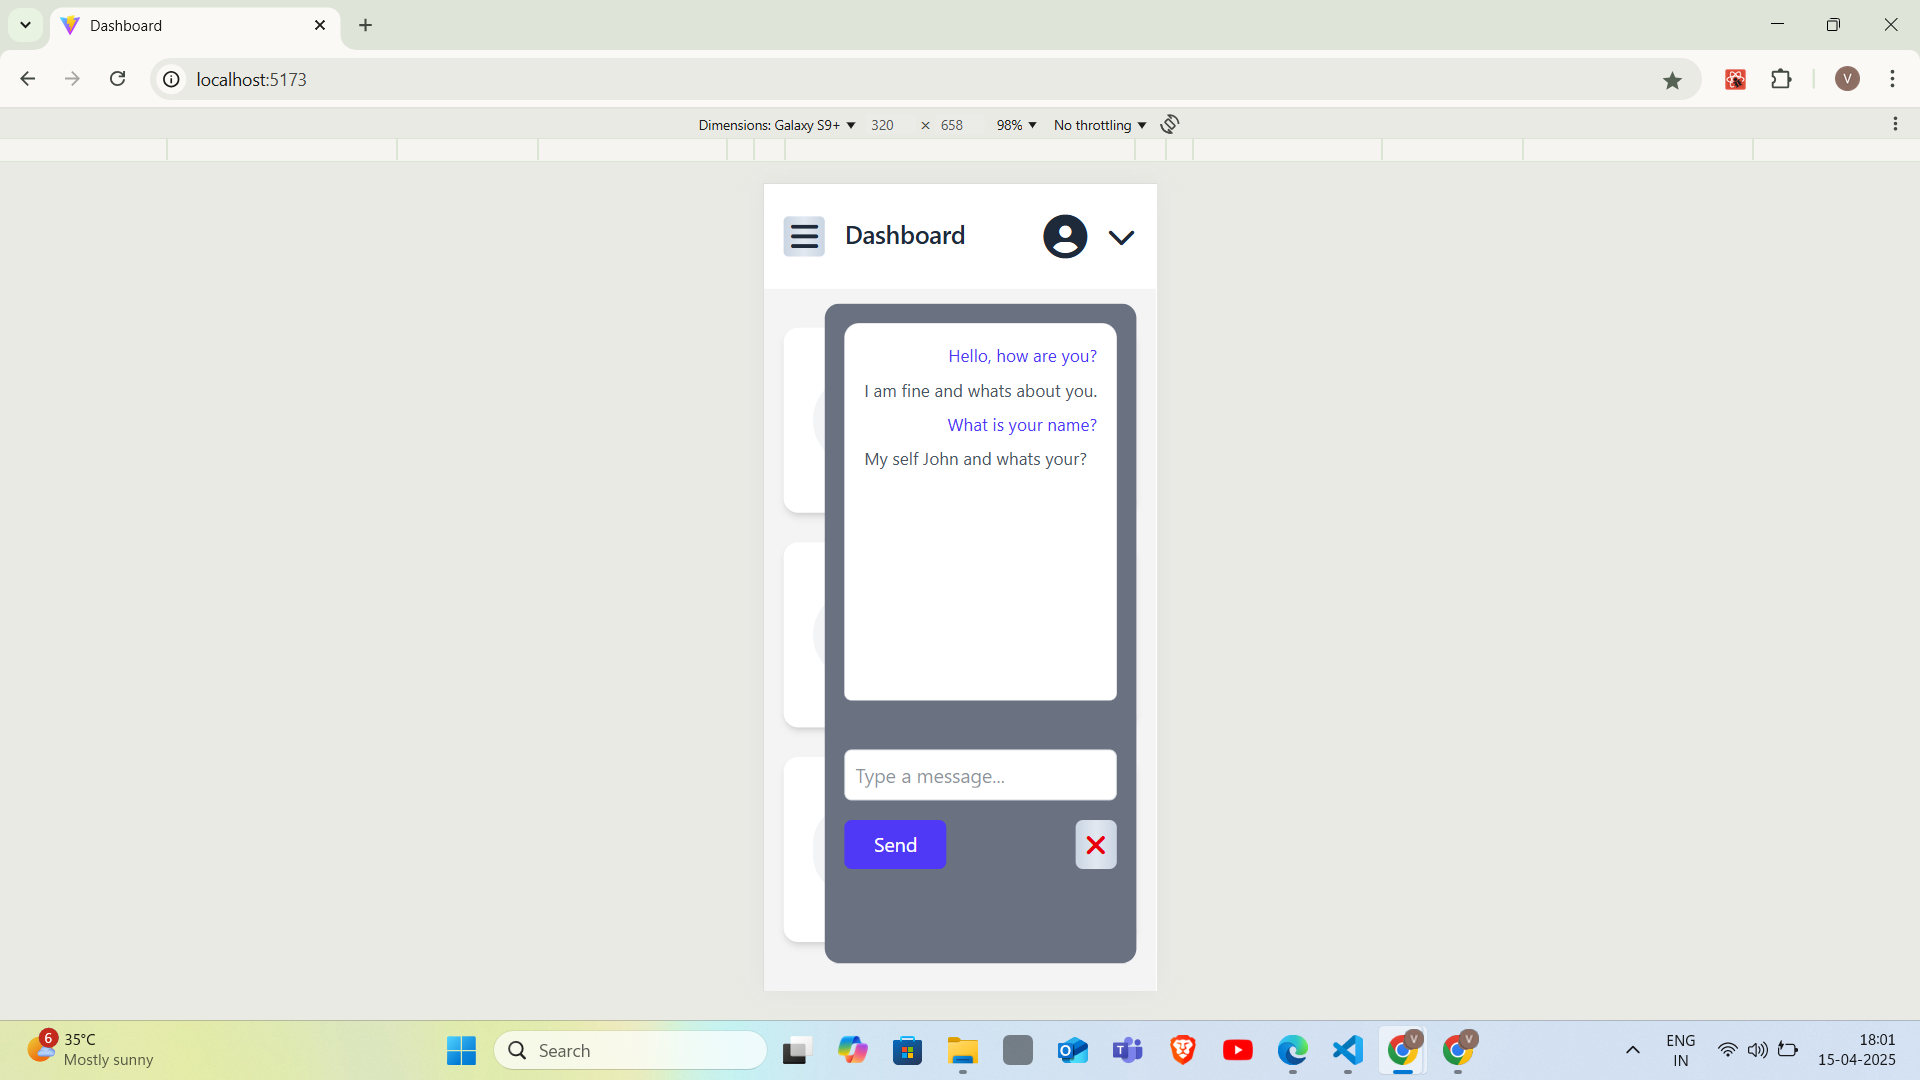 Dashboard
localhost:5173
V
Dimensions: Galaxy S9+ 320 × 658 98% No throttling
Dashboard
Hello, how are you?
I am fine and whats about you.
What is your name?
My self John and whats your?
Type a message...
Send
6
35°C
Mostly sunny
Search
V
V
ENG
IN
18:01
15-04-2025